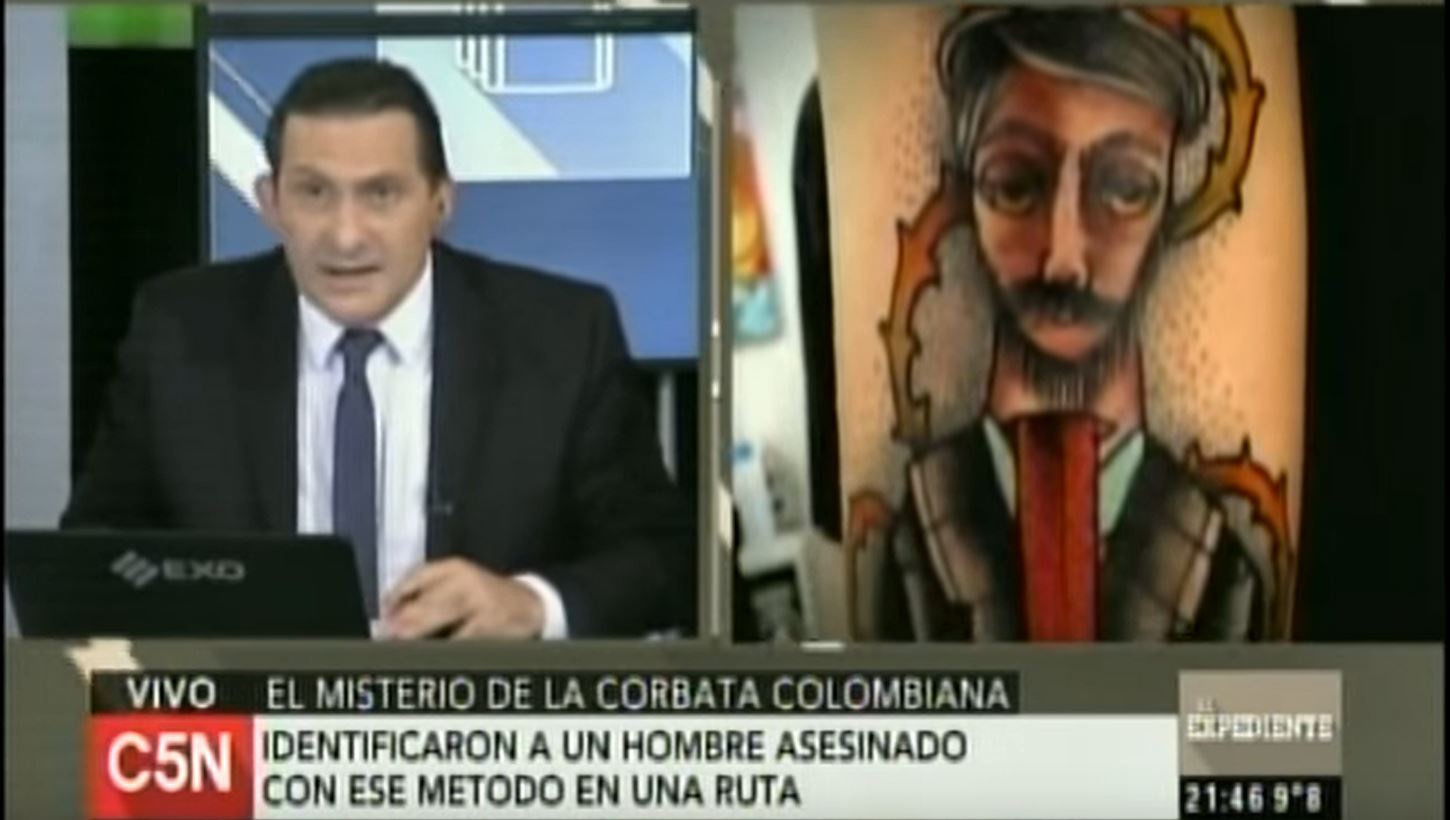 EXO
VIVO EL MISTERIO DE LA CORBATA COLOMBIANA
C5N
IDENTIFICARON A UN HOMBRE ASESINADO
CON ESE METODO EN UNA RUTA
EL
EXPEDIENTE
21:46 9°8